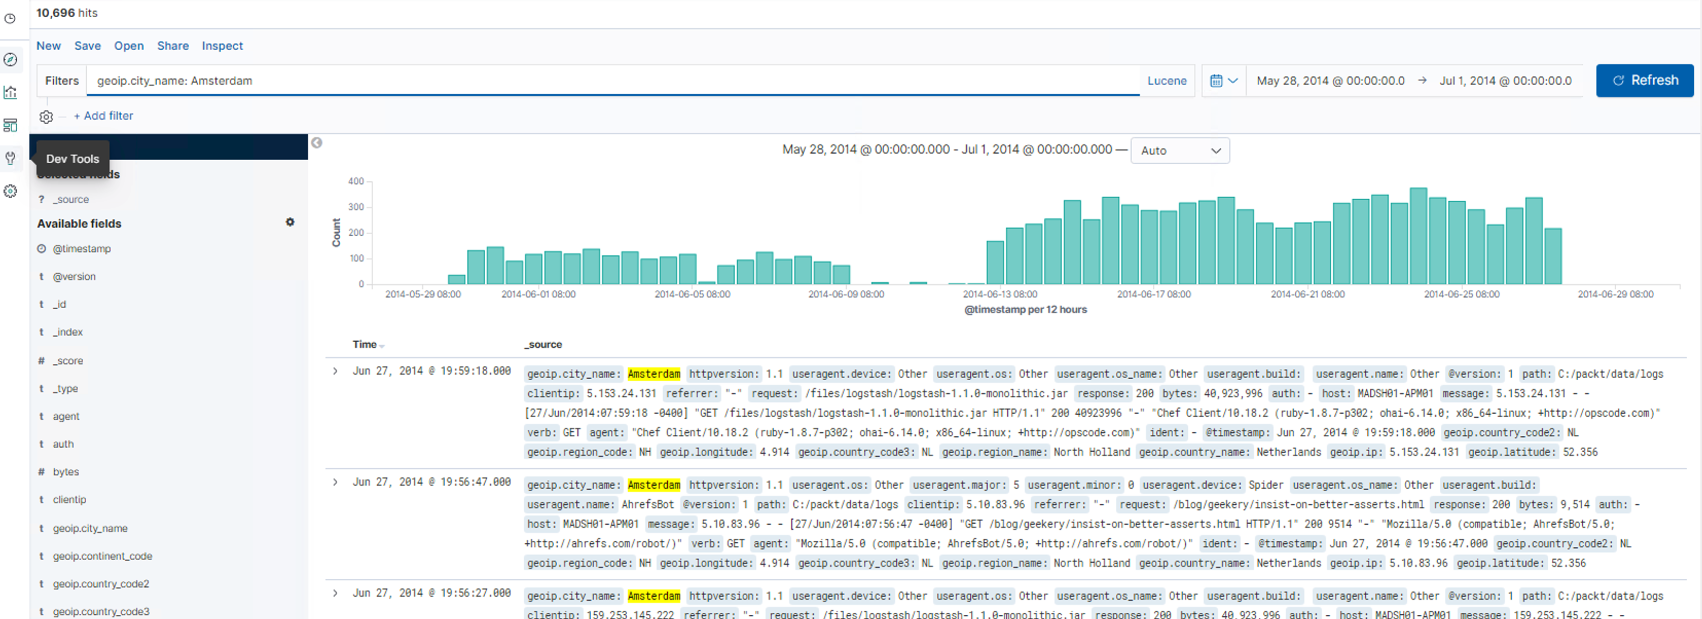 10,696 hits
New Save Open Share Inspect
Filters geoip.city_name: Amsterdam Lucene May 28, 2014 @ 00:00:00.0 → Jul 1, 2014 @ 00:00:00.0 Refresh
+ Add filter
Dev Tools
? _source
Available fields
@timestamp
t @version
t _id
t _index
# _score
t _type
t agent
t auth
# bytes
t clientip
t geoip.city_name
t geoip.continent_code
t geoip.country_code2
t geoip.country_code3
May 28, 2014 @ 00:00:00.000 - Jul 1, 2014 @ 00:00:00.000 — Auto
400
300
200
100
0
Count
2014-05-29 08:00 2014-06-01 08:00 2014-06-05 08:00 2014-06-09 08:00 2014-06-13 08:00 2014-06-17 08:00 2014-06-21 08:00 2014-06-25 08:00 2014-06-29 08:00
@timestamp per 12 hours
Time _source
Jun 27, 2014 @ 19:59:18.000 geoip.city_name: Amsterdam httpversion: 1.1 useragent.device: Other useragent.os: Other useragent.os_name: Other useragent.build: useragent.name: Other @version: 1 path: C:/packt/data/logs
clientip: 5.153.24.131 referrer: "-" request: /files/logstash/logstash-1.1.0-monolithic.jar response: 200 bytes: 40,923,996 auth: - host: MADSH01-APM01 message: 5.153.24.131 - -
[27/Jun/2014:07:59:18 -0400] "GET /files/logstash/logstash-1.1.0-monolithic.jar HTTP/1.1" 200 40923996 "-" "Chef Client/10.18.2 (ruby-1.8.7-p302; ohai-6.14.0; x86_64-linux; +http://opscode.com)"
verb: GET agent: "Chef Client/10.18.2 (ruby-1.8.7-p302; ohai-6.14.0; x86_64-linux; +http://opscode.com)" ident: - @timestamp: Jun 27, 2014 @ 19:59:18.000 geoip.country_code2: NL
geoip.region_code: NH geoip.longitude: 4.914 geoip.country_code3: NL geoip.region_name: North Holland geoip.country_name: Netherlands geoip.ip: 5.153.24.131 geoip.latitude: 52.356
Jun 27, 2014 @ 19:56:47.000 geoip.city_name: Amsterdam httpversion: 1.1 useragent.os: Other useragent.major: 5 useragent.minor: 0 useragent.device: Spider useragent.os_name: Other useragent.build:
useragent.name: AhrefsBot @version: 1 path: C:/packt/data/logs clientip: 5.10.83.96 referrer: "-" request: /blog/geekery/insist-on-better-asserts.html response: 200 bytes: 9,514 auth: -
host: MADSH01-APM01 message: 5.10.83.96 - - [27/Jun/2014:07:56:47 -0400] "GET /blog/geekery/insist-on-better-asserts.html HTTP/1.1" 200 9514 "-" "Mozilla/5.0 (compatible; AhrefsBot/5.0;
+http://ahrefs.com/robot/)" verb: GET agent: "Mozilla/5.0 (compatible; AhrefsBot/5.0; +http://ahrefs.com/robot/)" ident: - @timestamp: Jun 27, 2014 @ 19:56:47.000 geoip.country_code2: NL
geoip.region_code: NH geoip.longitude: 4.914 geoip.country_code3: NL geoip.region_name: North Holland geoip.country_name: Netherlands geoip.ip: 5.10.83.96 geoip.latitude: 52.356
Jun 27, 2014 @ 19:56:27.000 geoip.city_name: Amsterdam httpversion: 1.1 useragent.device: Other useragent.os: Other useragent.os_name: Other useragent.build: useragent.name: Other @version: 1 path: C:/packt/data/logs
clientip: 159.253.145.222 referrer: "-" request: /files/logstash/logstash-1.1.0-monolithic.jar response: 200 bytes: 40,923,996 auth: - host: MADSH01-APM01 message: 159.253.145.222 - -